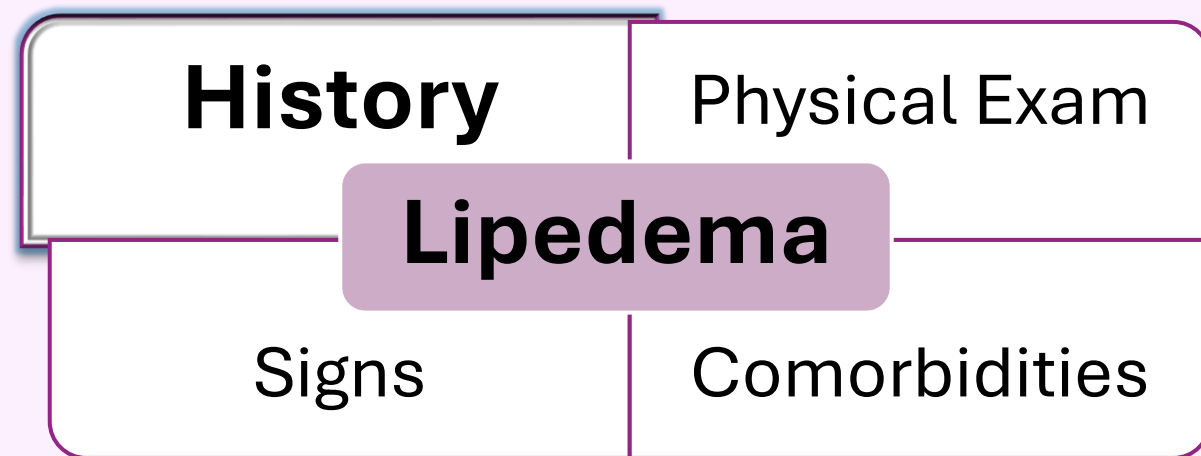 History
Physical Exam
Lipedema
Signs
Comorbidities